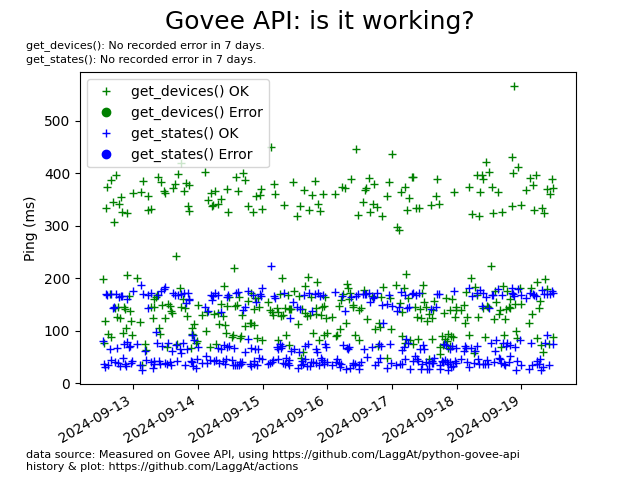 Govee API: is it working?
get_devices(): No recorded error in 7 days.
get_states(): No recorded error in 7 days.
get_devices() OK
get_devices() Error
get_states() OK
get_states() Error
Ping (ms)
500
400
300
200
100
0
2024-09-13
2024-09-14
2024-09-15
2024-09-16
2024-09-17
2024-09-18
2024-09-19
data source: Measured on Govee API, using https://github.com/LaggAt/python-govee-api
history & plot: https://github.com/LaggAt/actions